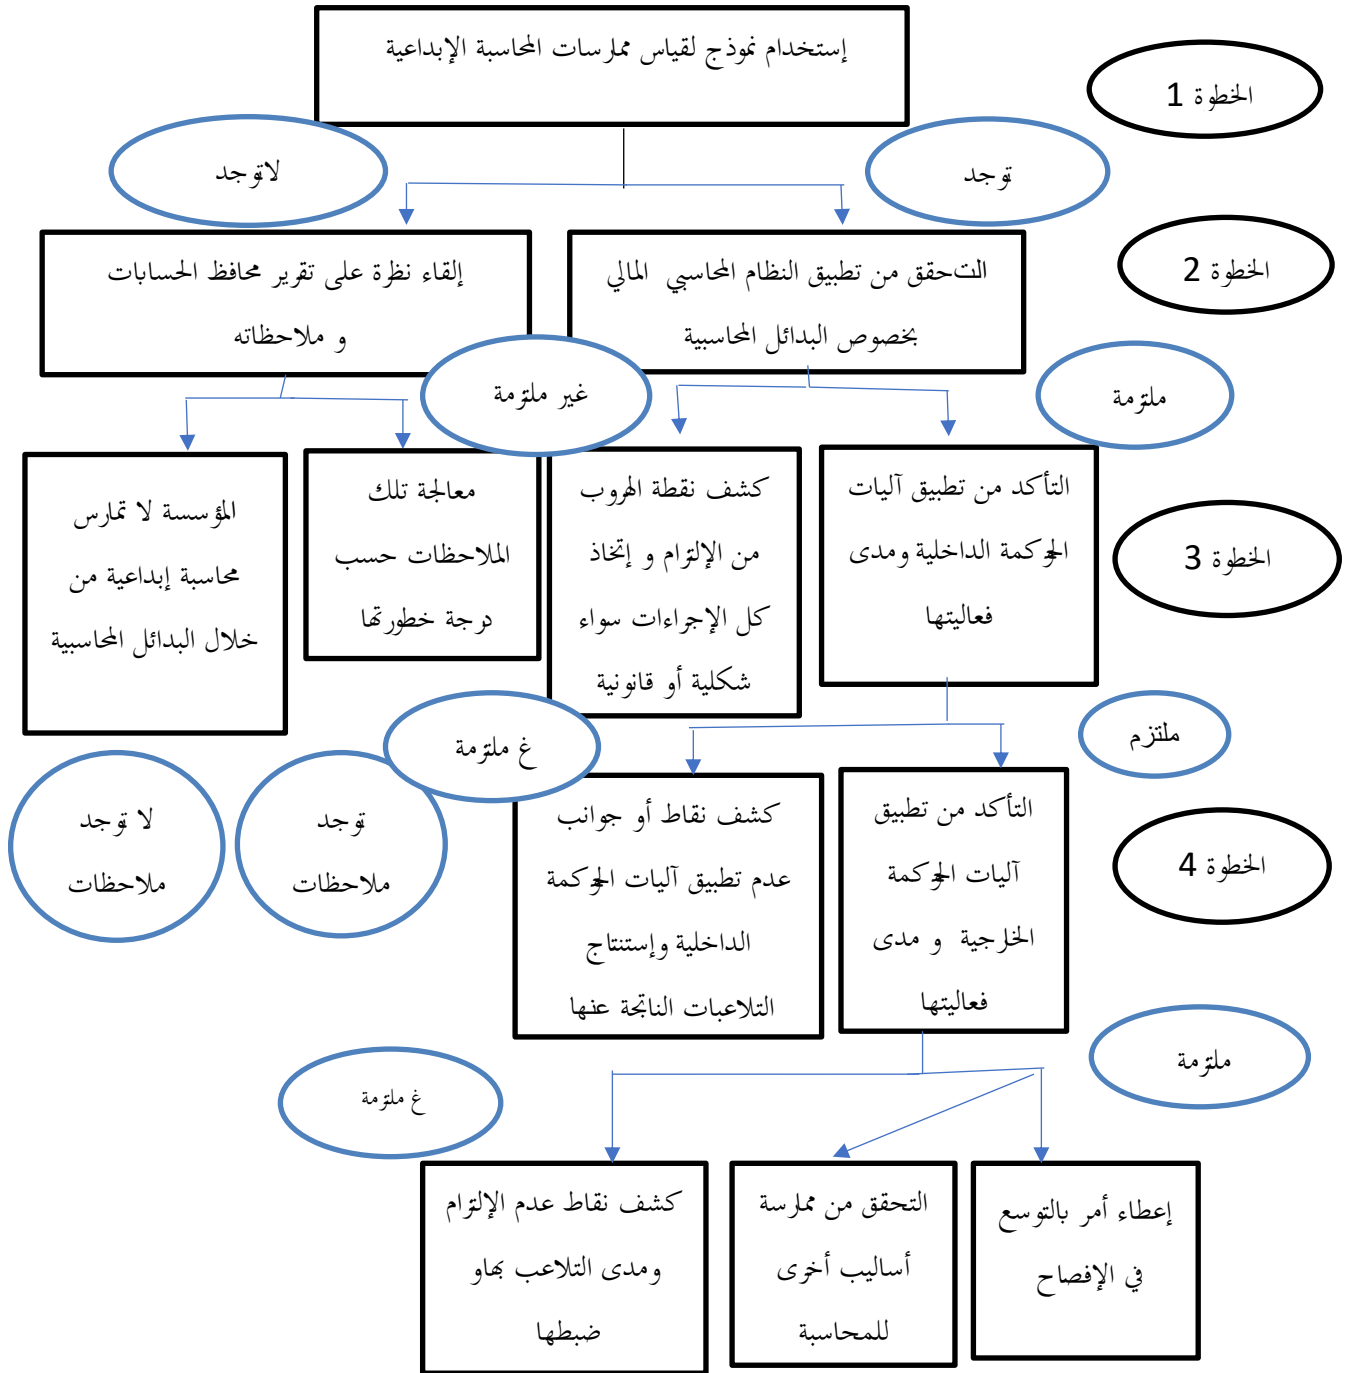 إستخدام نموذج لقياس ممارسات المحاسبة الإبداعية
الخطوة 1
توجد
لاتوجد
الخطوة 2
التحقق من تطبيق النظام المحاسبي المالي
بخصوص البدائل المحاسبية
إلقاء نظرة على تقرير محافظ الحسابات
و ملاحظاته
ملتزمة
غير ملتزمة
الخطوة 3
التأكد من تطبيق آليات
الحوكمة الداخلية ومدى
فعاليتها
كشف نقطة الهروب
من الإلتزام و إتخاذ
كل الإجراءات سواء
شكلية أو قانونية
معالجة تلك
الملاحظات حسب
درجة خطورتها
المؤسسة لا تمارس
محاسبة إبداعية من
خلال البدائل المحاسبية
ملتزم
غ ملتزمة
توجد
ملاحظات
لا توجد
ملاحظات
الخطوة 4
التأكد من تطبيق
آليات الحوكمة
الخارجية و مدى
فعاليتها
كشف نقاط أو جوانب
عدم تطبيق آليات الحوكمة
الداخلية وإستنتاج
التلاعبات الناتجة عنها
ملتزمة
غ ملتزمة
إعطاء أمر بالتوسع
في الإفصاح
التحقق من ممارسة
أساليب أخرى
للمحاسبة
كشف نقاط عدم الإلتزام
ومدى التلاعب بهاو
ضبطها